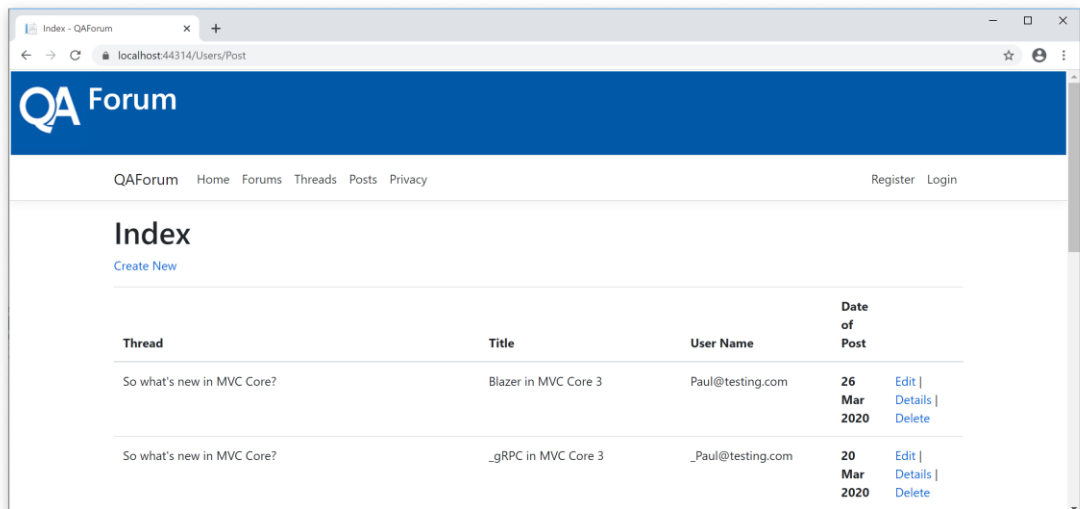 Index - QAForum
localhost:44314/Users/Post
QA Forum
QAForum Home Forums Threads Posts Privacy Register Login
Index
Create New
Thread Title User Name Date of Post
So what's new in MVC Core? Blazer in MVC Core 3 Paul@testing.com 26 Mar 2020 Edit | Details | Delete
So what's new in MVC Core? _gRPC in MVC Core 3 _Paul@testing.com 20 Mar 2020 Edit | Details | Delete